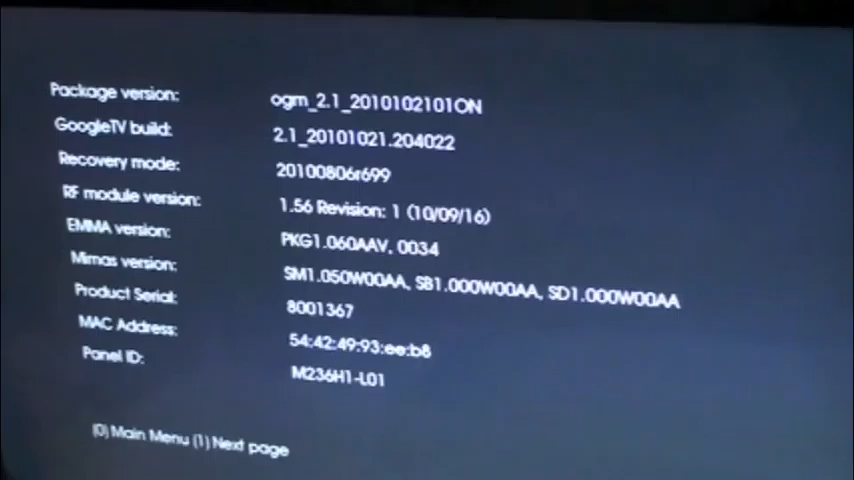 Package version: ogm_2.1_2010102101ON
GoogleTV build: 2.1_20101021.204022
Recovery mode: 20100806r699
RF module version: 1.56 Revision: 1 (10/09/16)
EMMA version: PKG1.060AAV, 0034
Mimas version: SM1.050W00AA, SB1.000W00AA, SD1.000W00AA
Product Serial: 8001367
MAC Address: 54:42:49:93:ee:b8
Panel ID: M236H1-L01
(0) Main Menu (1) Next page